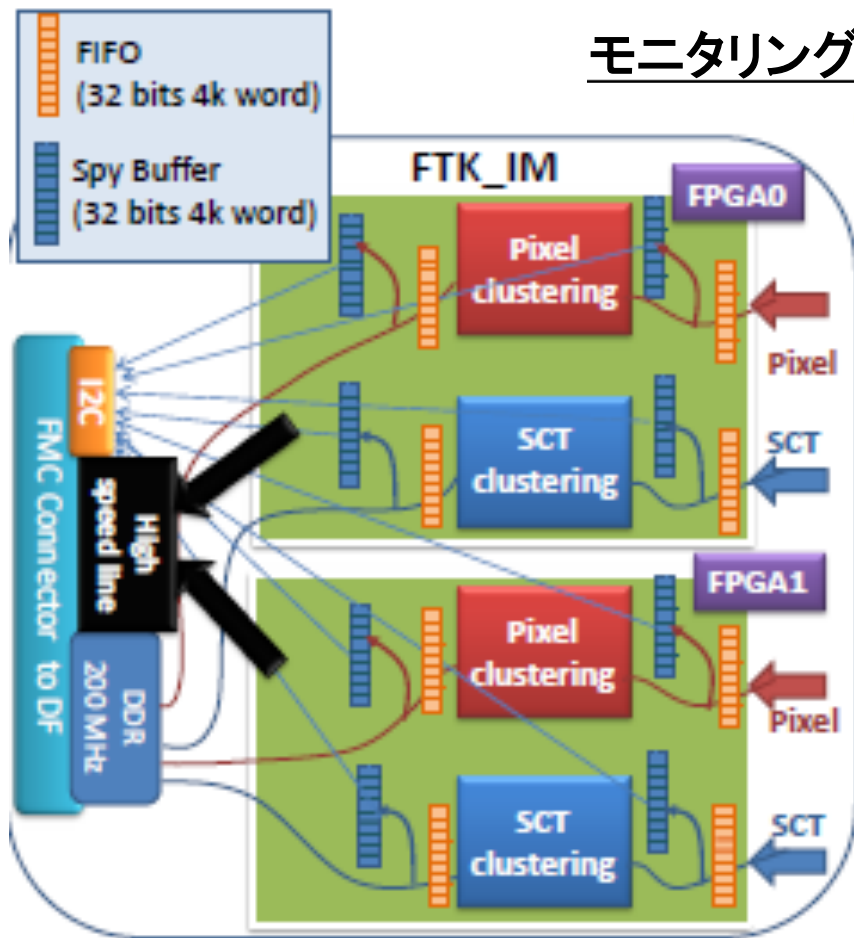 モニタリング
FIFO
(32 bits 4k word)
Spy Buffer
(32 bits 4k word)
FTK_IM
FPGA0
Pixel
clustering
Pixel
SCT
clustering
SCT
I2C
High
speed line
FMC Connector to DF
DDR
200 MHz
FPGA1
Pixel
clustering
Pixel
SCT
clustering
SCT